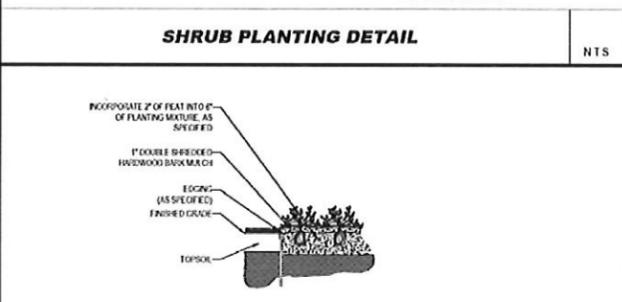 SHRUB PLANTING DETAIL
NTS
INCORPORATE 2" OF PEAT INTO 6"
OF PLANTING MIXTURE, AS
SPECIFIED
1" DOUBLE SHREDDED
HARDWOOD BARK MULCH
EDGING
(AS SPECIFIED)
FINISHED GRADE
TOPSOIL